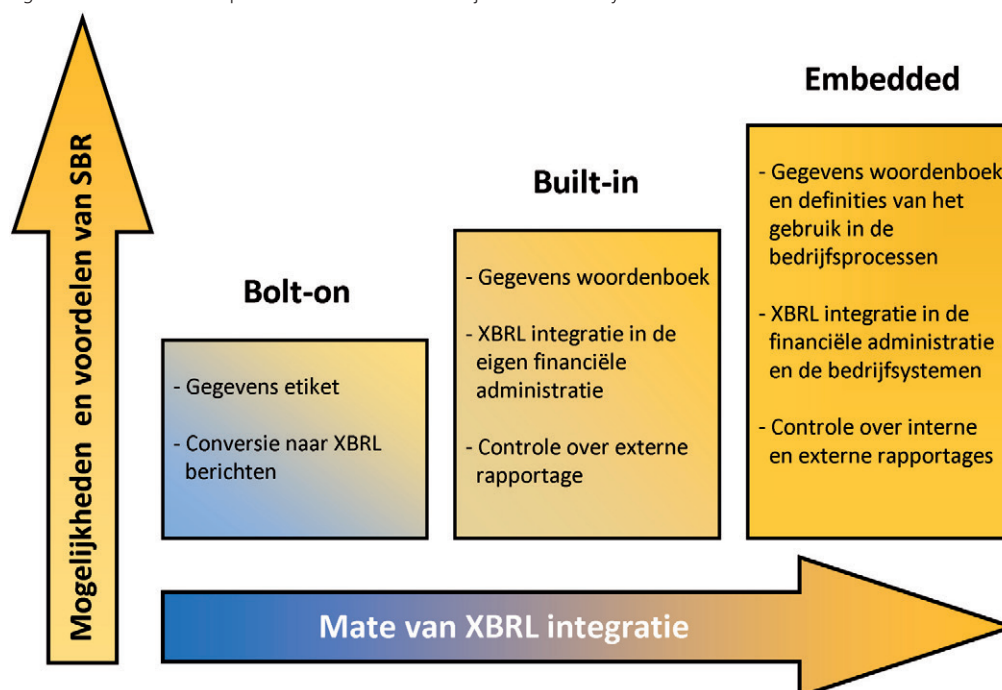 Embedded
- Gegevens woordenboek
en definities van het
gebruik in de
bedrijfsprocessen
- XBRL integratie in de
financiële administratie
en de bedrijfsystemen
- Controle over interne
en externe rapportages
Built-in
- Gegevens woordenboek
- XBRL integratie in de
eigen financiële
administratie
- Controle over externe
rapportage
Bolt-on
- Gegevens etiket
- Conversie naar XBRL
berichten
Mogelijkheden en voordelen van SBR
Mate van XBRL integratie